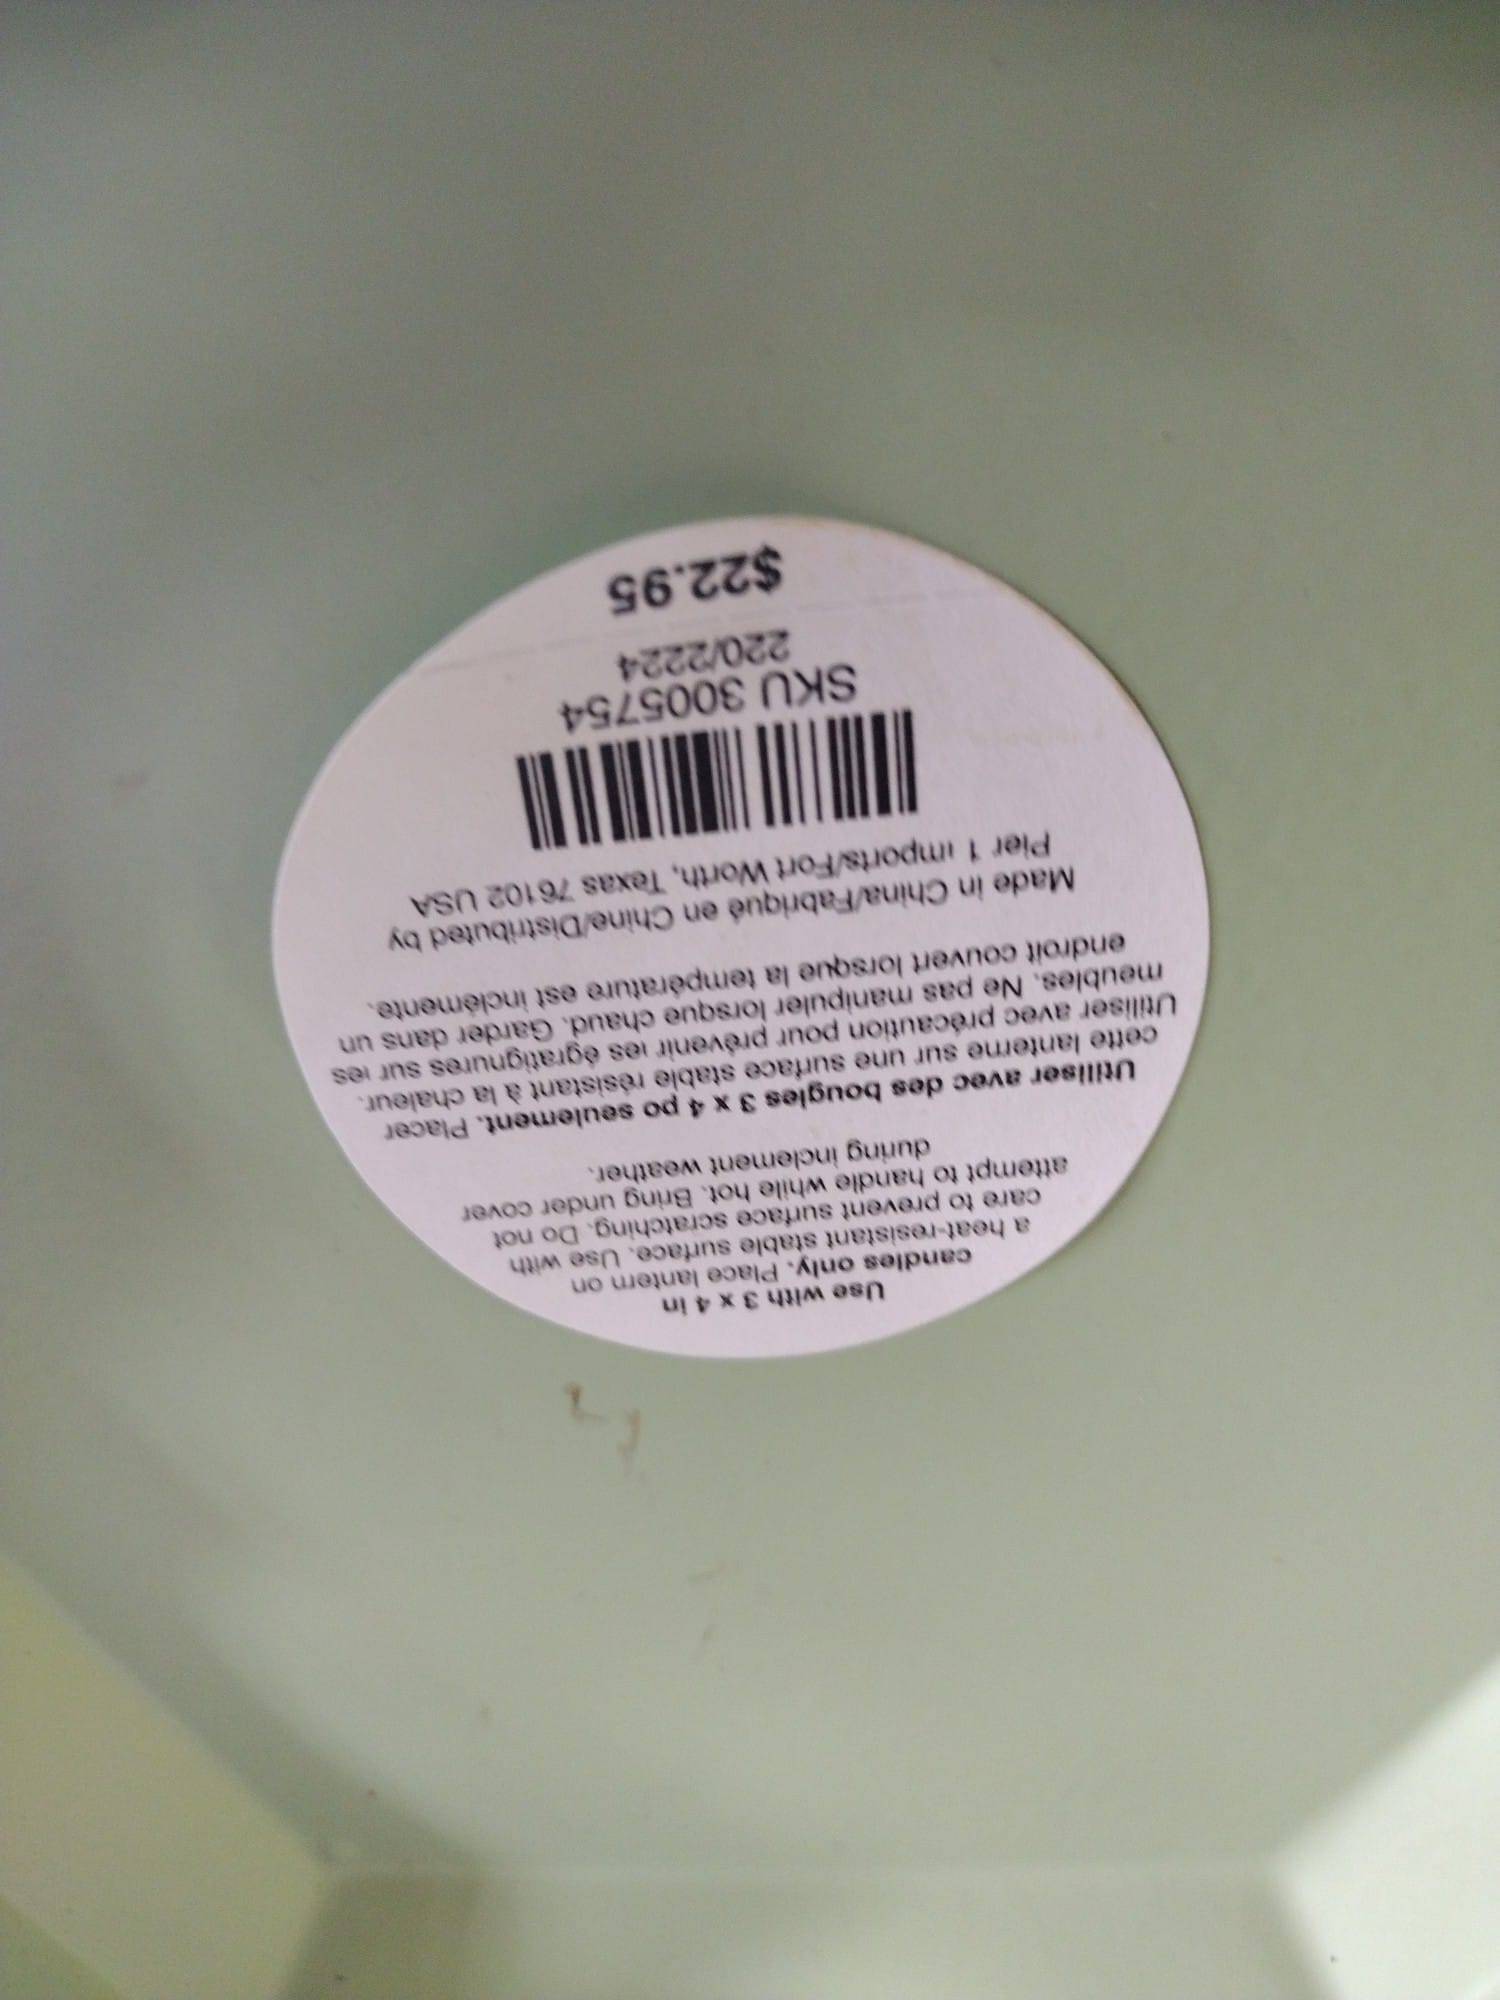 Use with 3 x 4 in
candles only. Place lantern on
a heat-resistant stable surface. Use with
care to prevent surface scratching. Do not
attempt to handle while hot. Bring under cover
during inclement weather.
Utiliser avec des bougies 3 x 4 po seulement. Placer
cette lanterne sur une surface stable résistant à la chaleur.
Utiliser avec précaution pour prévenir les égratignures sur les
meubles. Ne pas manipuler lorsque chaud. Garder dans un
endroit couvert lorsque la température est inclémente.
Made in China/Fabriqué en Chine/Distributed by
Pier 1 imports/Fort Worth, Texas 76102 USA
SKU 3005754
220/2224
$22.95